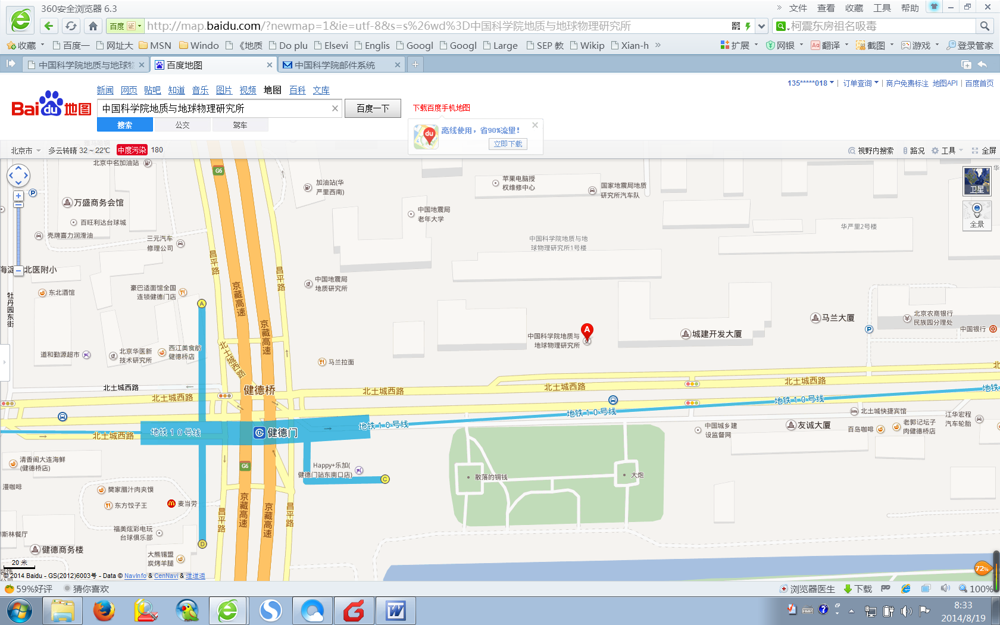 360安全浏览器 6.3
» 文件 查看 收藏 工具 帮助
百度 证 http://map.baidu.com/?newmap=1&ie=utf-8&s=s%26wd%3D中国科学院地质与地球物理研究所
柯震东房祖名吸毒
收藏 百度一 网址大 MSN Windo 《地质 Do plu Elsevi Englis Googl Googl Large SEP 教 Wikip Xian-h »
扩展 网银 翻译 截图 游戏 登录管家
中国科学院地质与地球物 百度地图 中国科学院邮件系统
135*****018 订单查询 商户免费标注 地图API 百度首页
新闻 网页 贴吧 知道 音乐 图片 视频 地图 百科 文库
Bai du 地图
中国科学院地质与地球物理研究所
百度一下
下载百度手机地图
搜索 公交 驾车
离线使用，省90%流量!
立即下载
北京市 多云转晴 32～22℃ 中度污染 180
视野内搜索 路况 工具 全屏
北京中名加油站
G6
加油站(华
严里西南)
苹果电脑授
权维修中心
国家地震局地质
研究所汽车队
卫星
全景
万盛商务会馆
百旺利达台球城
壳牌喜力润滑油
三元汽车
修理公司
中国地震局
老年大学
华严里2号楼
中国科学院地质与地
球物理研究所1号楼
昌平路
昌平路
北医附小
东北酒馆
牡丹园东街
豪巴适面馆全国
连锁健德门店
中国地震局
地质研究所
京藏高速
京藏高速
A
马兰大厦
北京农商银行
民族园分理处
中国银行
P
P
A
中国科学院地质与
地球物理研究所
城建开发大厦
道和勤源超市
北京华医新
技术研究所
西江美食舫
健德桥店
北土城西路
马兰拉面
北土城西路
北土城西路
健德桥
北土城西路
北土城西路
北土城西路
地铁10号线
地铁10号线
地铁10号线
地铁10号线
地铁
健德门
北土城西路
北土城快捷宾馆
友诚大厦
中国城乡建
设监督网
百岛咖啡
老郭记坛子
肉健德桥店
江华宏程
汽车轮胎
清香阁大连海鲜
(健德桥店)
G6
Happy+乐加(
健德门站东南口店)
C
散落的铜钱
大炮
漫咖啡
樊家腊汁肉夹馍
东方饺子王
麦当劳
昌平路
京藏高速
京藏高速
昌平路
福美炫彩电玩
台球俱乐部
D
健德商务楼
大熊锡盟
炭烤羊腿
20 米
© 2014 Baidu - GS(2012)6003号 - Data © NavInfo & CenNavi & 道道通
72%
59%好评 猜你喜欢
浏览器医生 下载 100%
8:33
2014/8/19